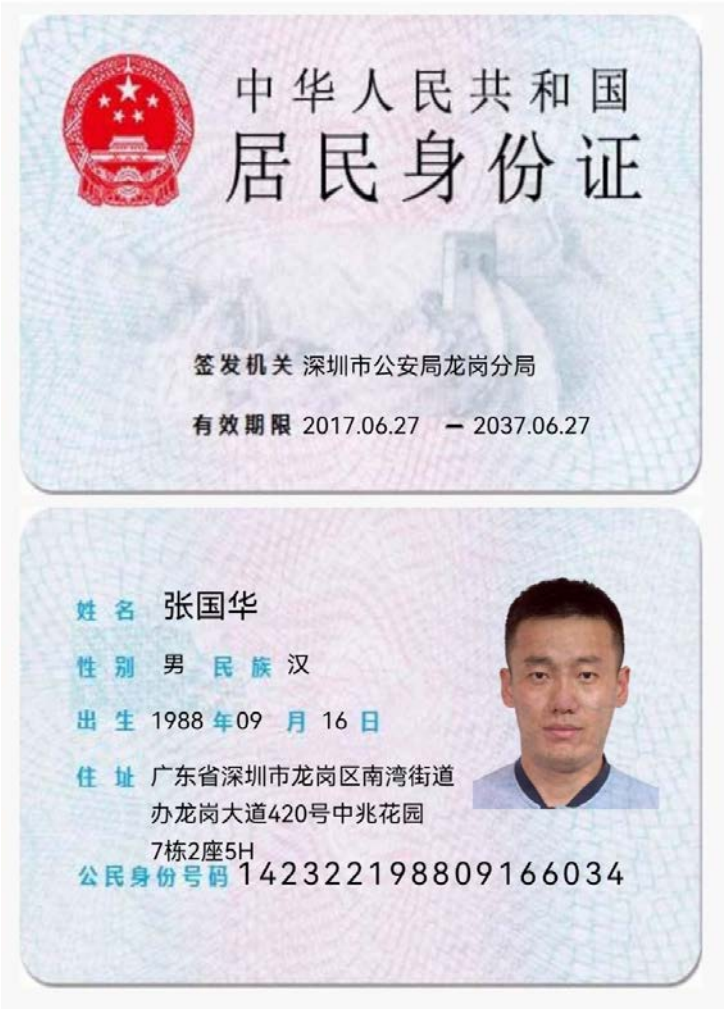 中华人民共和国
居民身份证
签发机关 深圳市公安局龙岗分局
有效期限 2017.06.27 － 2037.06.27
姓名 张国华
性别 男 民族 汉
出生 1988 年09 月 16 日
住址 广东省深圳市龙岗区南湾街道
办龙岗大道420号中兆花园
7栋2座5H
公民身份号码 142322198809166034